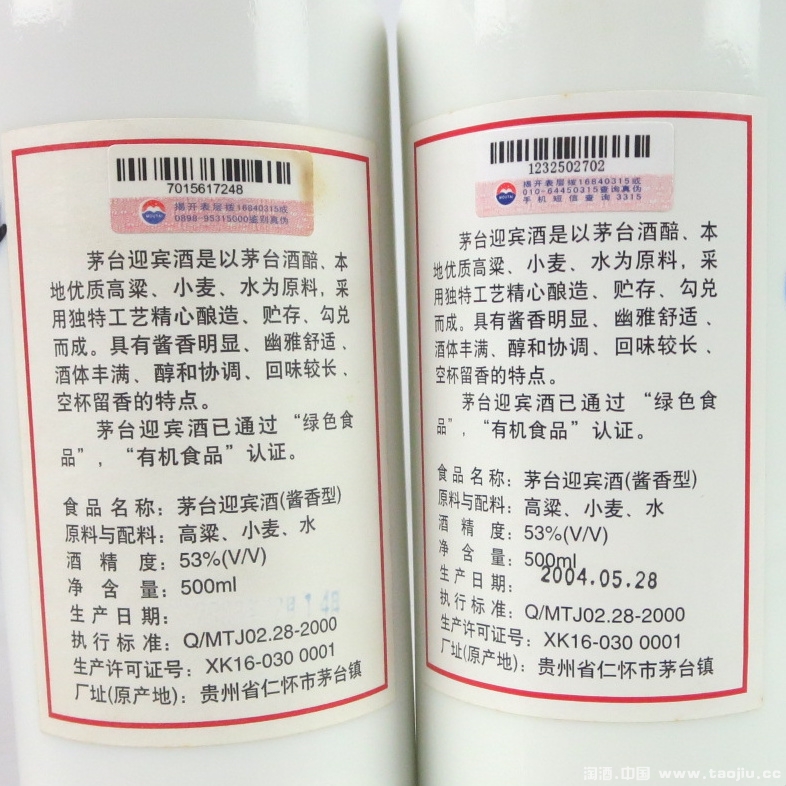 7015617248
揭开表层拨16840315或
0898-95315000鉴别真伪
茅台迎宾酒是以茅台酒醅、本
地优质高粱、小麦、水为原料，采
用独特工艺精心酿造、贮存、勾兑
而成。具有酱香明显、幽雅舒适、
酒体丰满、醇和协调、回味较长、
空杯留香的特点。
茅台迎宾酒已通过“绿色食
品”，“有机食品”认证。
食品名称：茅台迎宾酒(酱香型)
原料与配料：高粱、小麦、水
酒精度：53%(V/V)
净含量：500ml
生产日期：
执行标准：Q/MTJ02.28-2000
生产许可证号：XK16-030 0001
厂址(原产地)：贵州省仁怀市茅台镇
1232502702
揭开表层拨16840315或
010-64450315查询真伪
手机短信查询 3315
茅台迎宾酒是以茅台酒醅、本
地优质高粱、小麦、水为原料，采
用独特工艺精心酿造、贮存、勾兑
而成。具有酱香明显、幽雅舒适、
酒体丰满、醇和协调、回味较长、
空杯留香的特点。
茅台迎宾酒已通过“绿色食
品”，“有机食品”认证。
食品名称：茅台迎宾酒(酱香型)
原料与配料：高粱、小麦、水
酒精度：53%(V/V)
净含量：500ml
生产日期：2004.05.28
执行标准：Q/MTJ02.28-2000
生产许可证号：XK16-030 0001
厂址(原产地)：贵州省仁怀市茅台镇
淘酒.中国 www.taojiu.cc